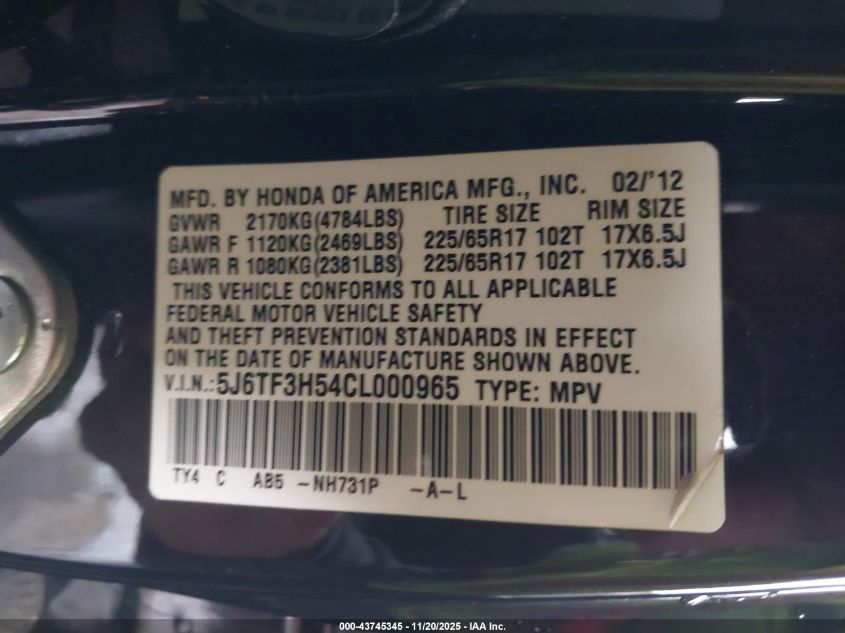 MFD. BY HONDA OF AMERICA MFG., INC. 02/'12
GVWR 2170KG(4784LBS) TIRE SIZE RIM SIZE
GAWR F 1120KG(2469LBS) 225/65R17 102T 17X6.5J
GAWR R 1080KG(2381LBS) 225/65R17 102T 17X6.5J
THIS VEHICLE CONFORMS TO ALL APPLICABLE
FEDERAL MOTOR VEHICLE SAFETY
AND THEFT PREVENTION STANDARDS IN EFFECT
ON THE DATE OF MANUFACTURE SHOWN ABOVE.
V.I.N.:5J6TF3H54CL000965 TYPE: MPV
TY4 C AB5 -NH731P -A-L
000-43745345 - 11/20/2025 - IAA Inc.